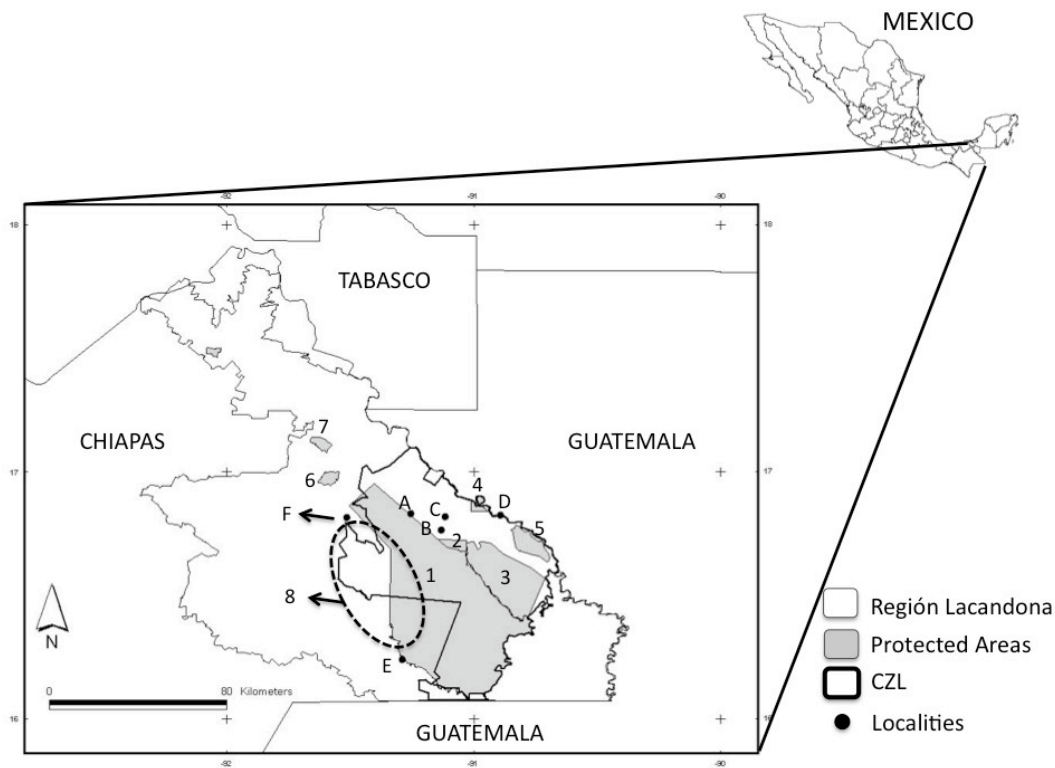 MEXICO
-92
-91
-90
18
18
TABASCO
CHIAPAS
GUATEMALA
7
17
17
6
4
A
C
D
F
B
5
2
1
3
8
E
N
0
80
Kilometers
16
16
GUATEMALA
-92
-91
-90
Región Lacandona
Protected Areas
CZL
Localities